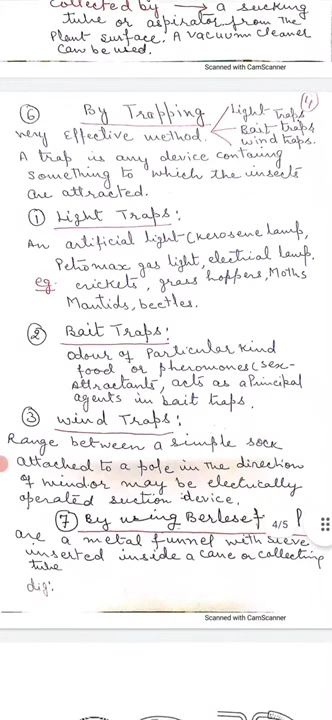 collected by → a sucking
tube or aspirator from the
Plant surface. A vacuum cleaner
can be used.
Scanned with CamScanner
14
⑥ By Trapping
Light Traps
Bait traps
wind traps.
very Effective method.
A trap is any device containg
something to which the insects
are attracted.
① Light Traps:
An artificial light (kerosene lamp,
Petromax gas light, electrial lamp.
eg. crickets, grass hoppers, Moths
Mantids, beetles.
② Bait Traps:
odour of Particular kind
food or pheromones (sex-
attractants, acts as a Principal
agents in bait traps.
③ wind Traps:
Range between a simple sock
attached to a pole in the direction
of wind or may be electrically
operated suction device.
⑦ By using Berlese f
4/5
are a metal funnel with sieve
inserted inside a cane or collecting
tube
dig:
Scanned with CamScanner